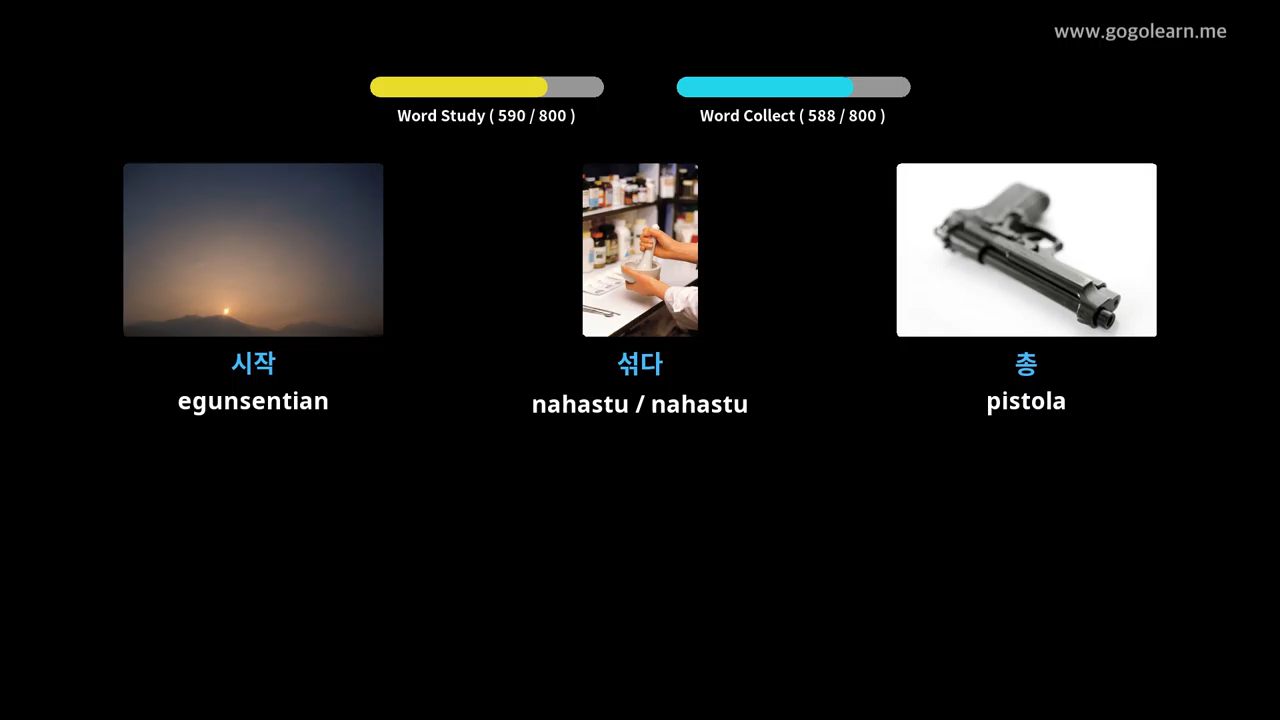 www.gogolearn.me
Word Study ( 590 / 800 )
Word Collect ( 588 / 800 )
시작
섞다
총
egunsentian
nahastu / nahastu
pistola